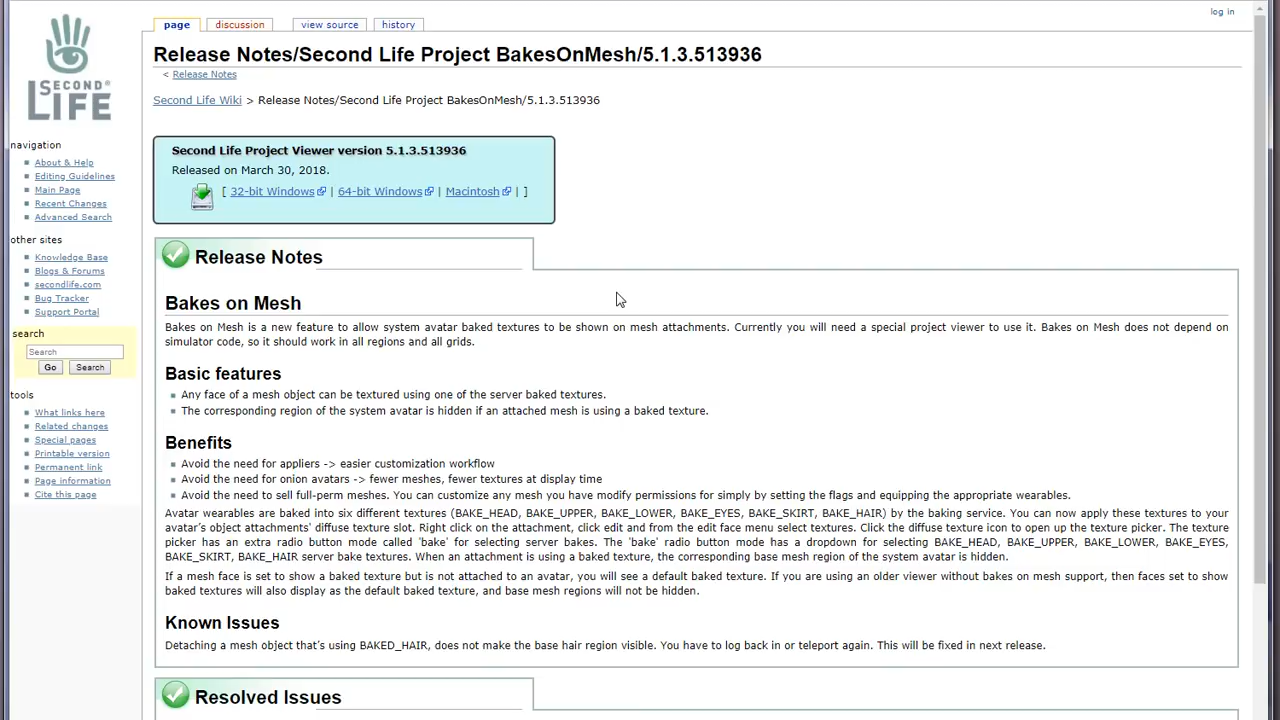 log in
page
discussion
view source
history
SECOND LIFE
Release Notes/Second Life Project BakesOnMesh/5.1.3.513936
< Release Notes
Second Life Wiki > Release Notes/Second Life Project BakesOnMesh/5.1.3.513936
navigation
About & Help
Editing Guidelines
Main Page
Recent Changes
Advanced Search
other sites
Knowledge Base
Blogs & Forums
secondlife.com
Bug Tracker
Support Portal
search
Search
Go
Search
tools
What links here
Related changes
Special pages
Printable version
Permanent link
Page information
Cite this page
Second Life Project Viewer version 5.1.3.513936
Released on March 30, 2018.
[ 32-bit Windows | 64-bit Windows | Macintosh | ]
Release Notes
Bakes on Mesh
Bakes on Mesh is a new feature to allow system avatar baked textures to be shown on mesh attachments. Currently you will need a special project viewer to use it. Bakes on Mesh does not depend on
simulator code, so it should work in all regions and all grids.
Basic features
Any face of a mesh object can be textured using one of the server baked textures.
The corresponding region of the system avatar is hidden if an attached mesh is using a baked texture.
Benefits
Avoid the need for appliers -> easier customization workflow
Avoid the need for onion avatars -> fewer meshes, fewer textures at display time
Avoid the need to sell full-perm meshes. You can customize any mesh you have modify permissions for simply by setting the flags and equipping the appropriate wearables.
Avatar wearables are baked into six different textures (BAKE_HEAD, BAKE_UPPER, BAKE_LOWER, BAKE_EYES, BAKE_SKIRT, BAKE_HAIR) by the baking service. You can now apply these textures to your
avatar's object attachments' diffuse texture slot. Right click on the attachment, click edit and from the edit face menu select textures. Click the diffuse texture icon to open up the texture picker. The texture
picker has an extra radio button mode called 'bake' for selecting server bakes. The 'bake' radio button mode has a dropdown for selecting BAKE_HEAD, BAKE_UPPER, BAKE_LOWER, BAKE_EYES,
BAKE_SKIRT, BAKE_HAIR server bake textures. When an attachment is using a baked texture, the corresponding base mesh region of the system avatar is hidden.
If a mesh face is set to show a baked texture but is not attached to an avatar, you will see a default baked texture. If you are using an older viewer without bakes on mesh support, then faces set to show
baked textures will also display as the default baked texture, and base mesh regions will not be hidden.
Known Issues
Detaching a mesh object that's using BAKED_HAIR, does not make the base hair region visible. You have to log back in or teleport again. This will be fixed in next release.
Resolved Issues